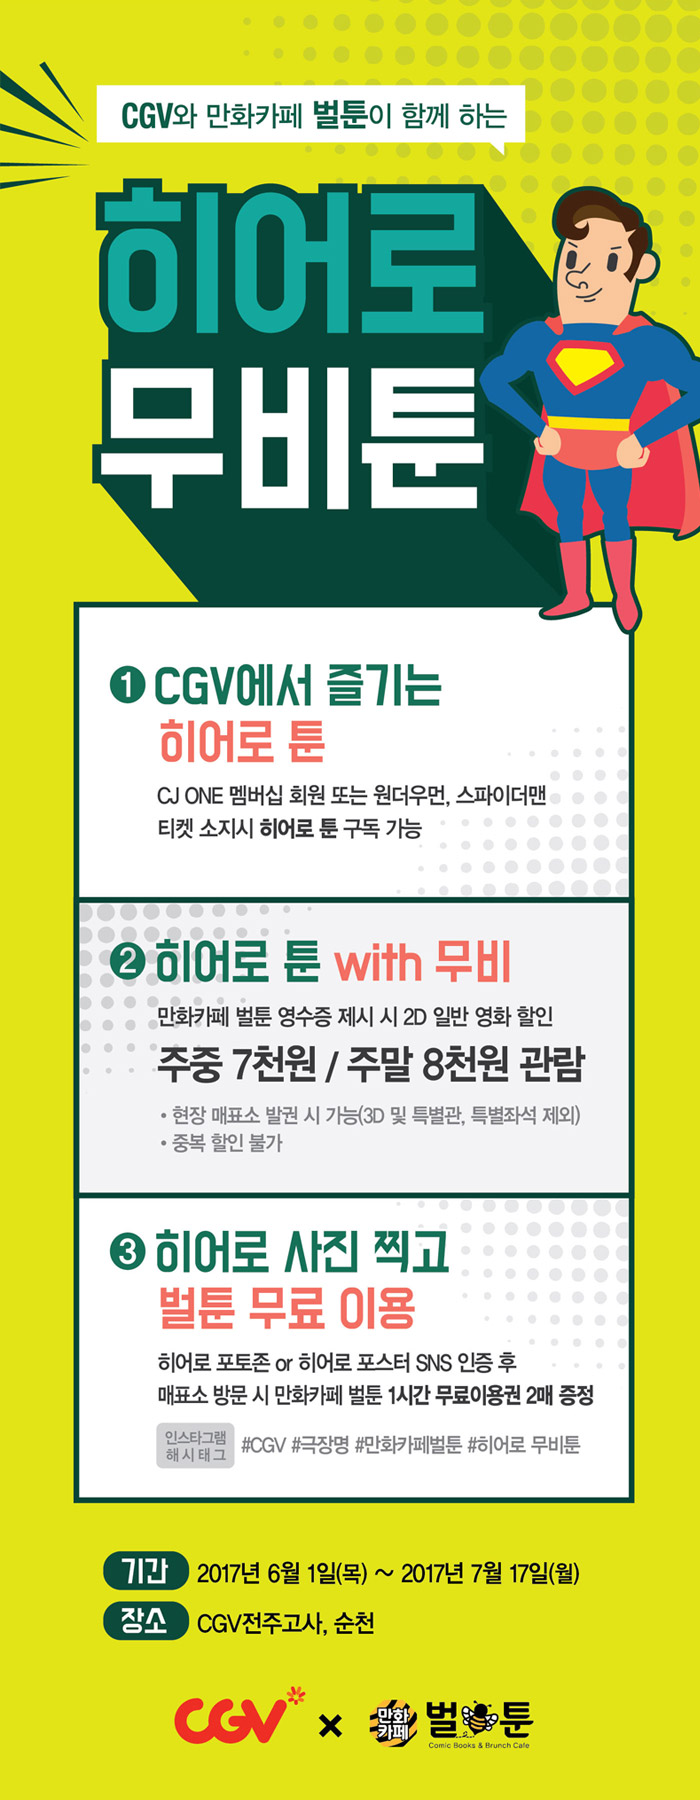 CGV와 만화카페 벌툰이 함께 하는
히어로
무비툰
1 CGV에서 즐기는
히어로 툰
CJ ONE 멤버십 회원 또는 원더우먼, 스파이더맨
티켓 소지시 히어로 툰 구독 가능
2 히어로 툰 with 무비
만화카페 벌툰 영수증 제시 시 2D 일반 영화 할인
주중 7천원 / 주말 8천원 관람
• 현장 매표소 발권 시 가능(3D 및 특별관, 특별좌석 제외)
• 중복 할인 불가
3 히어로 사진 찍고
벌툰 무료 이용
히어로 포토존 or 히어로 포스터 SNS 인증 후
매표소 방문 시 만화카페 벌툰 1시간 무료이용권 2매 증정
인스타그램
해시태그
#CGV #극장명 #만화카페벌툰 #히어로 무비툰
기간 2017년 6월 1일(목) ~ 2017년 7월 17일(월)
장소 CGV전주고사, 순천
CGV × 만화카페 벌툰
Comic Books & Brunch Cafe